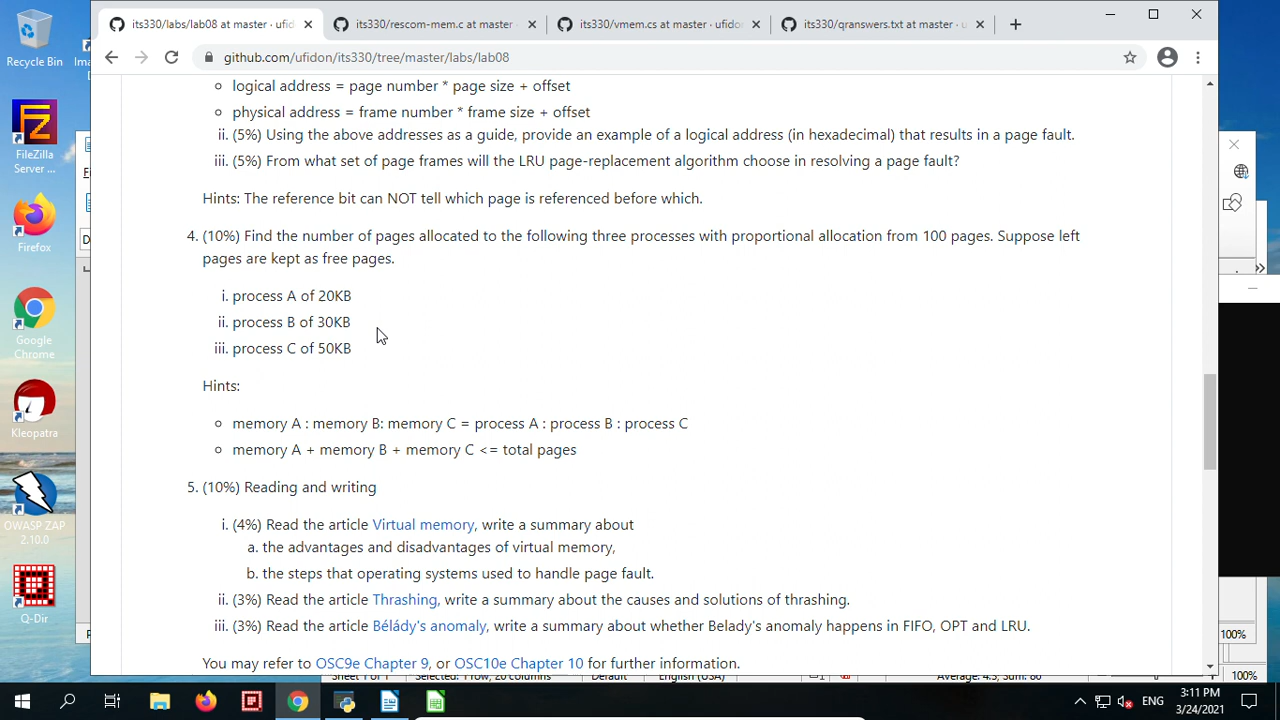 its330/labs/lab08 at master · ufid
its330/rescom-mem.c at master
its330/vmem.cs at master · ufidon
its330/qranswers.txt at master · u
github.com/ufidon/its330/tree/master/labs/lab08
logical address = page number * page size + offset
physical address = frame number * frame size + offset
ii. (5%) Using the above addresses as guide, provide an example of a logical address (in hexadecimal) that results in a page fault.
iii. (5%) From what set of page frames will the LRU page-replacement algorithm choose in resolving a page fault?
Hints: The reference bit can NOT tell which page is referenced before which.
4. (10%) Find the number of pages allocated to the following three processes with proportional allocation from 100 pages. Suppose left
pages are kept as free pages.
i. process A of 20KB
ii. process B of 30KB
iii. process C of 50KB
Hints:
memory A : memory B: memory C = process A : process B : process C
memory A + memory B + memory C <= total pages
5. (10%) Reading and writing
i. (4%) Read the article Virtual memory, write a summary about
a. the advantages and disadvantages of virtual memory,
b. the steps that operating systems used to handle page fault.
ii. (3%) Read the article Thrashing, write a summary about the causes and solutions of thrashing.
iii. (3%) Read the article Bélády's anomaly, write a summary about whether Belady's anomaly happens in FIFO, OPT and LRU.
You may refer to OSC9e Chapter 9, or OSC10e Chapter 10 for further information.
Recycle Bin
FileZilla
Server ...
Firefox
Google
Chrome
Kleopatra
OWASP ZAP
2.10.0
Q-Dir
100%
100%
ENG
3:11 PM
3/24/2021